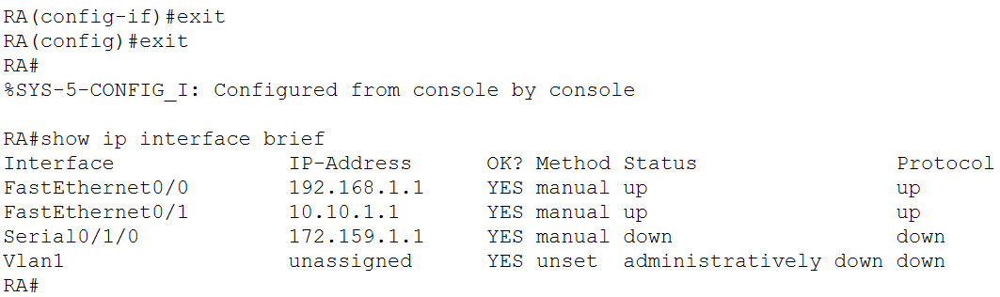 RA(config-if)#exit
RA(config)#exit
RA#
%SYS-5-CONFIG_I: Configured from console by console

RA#show ip interface brief
Interface              IP-Address      OK? Method Status                Protocol
FastEthernet0/0        192.168.1.1     YES manual up                    up
FastEthernet0/1        10.10.1.1       YES manual up                    up
Serial0/1/0            172.159.1.1     YES manual down                  down
Vlan1                  unassigned      YES unset  administratively down down
RA#